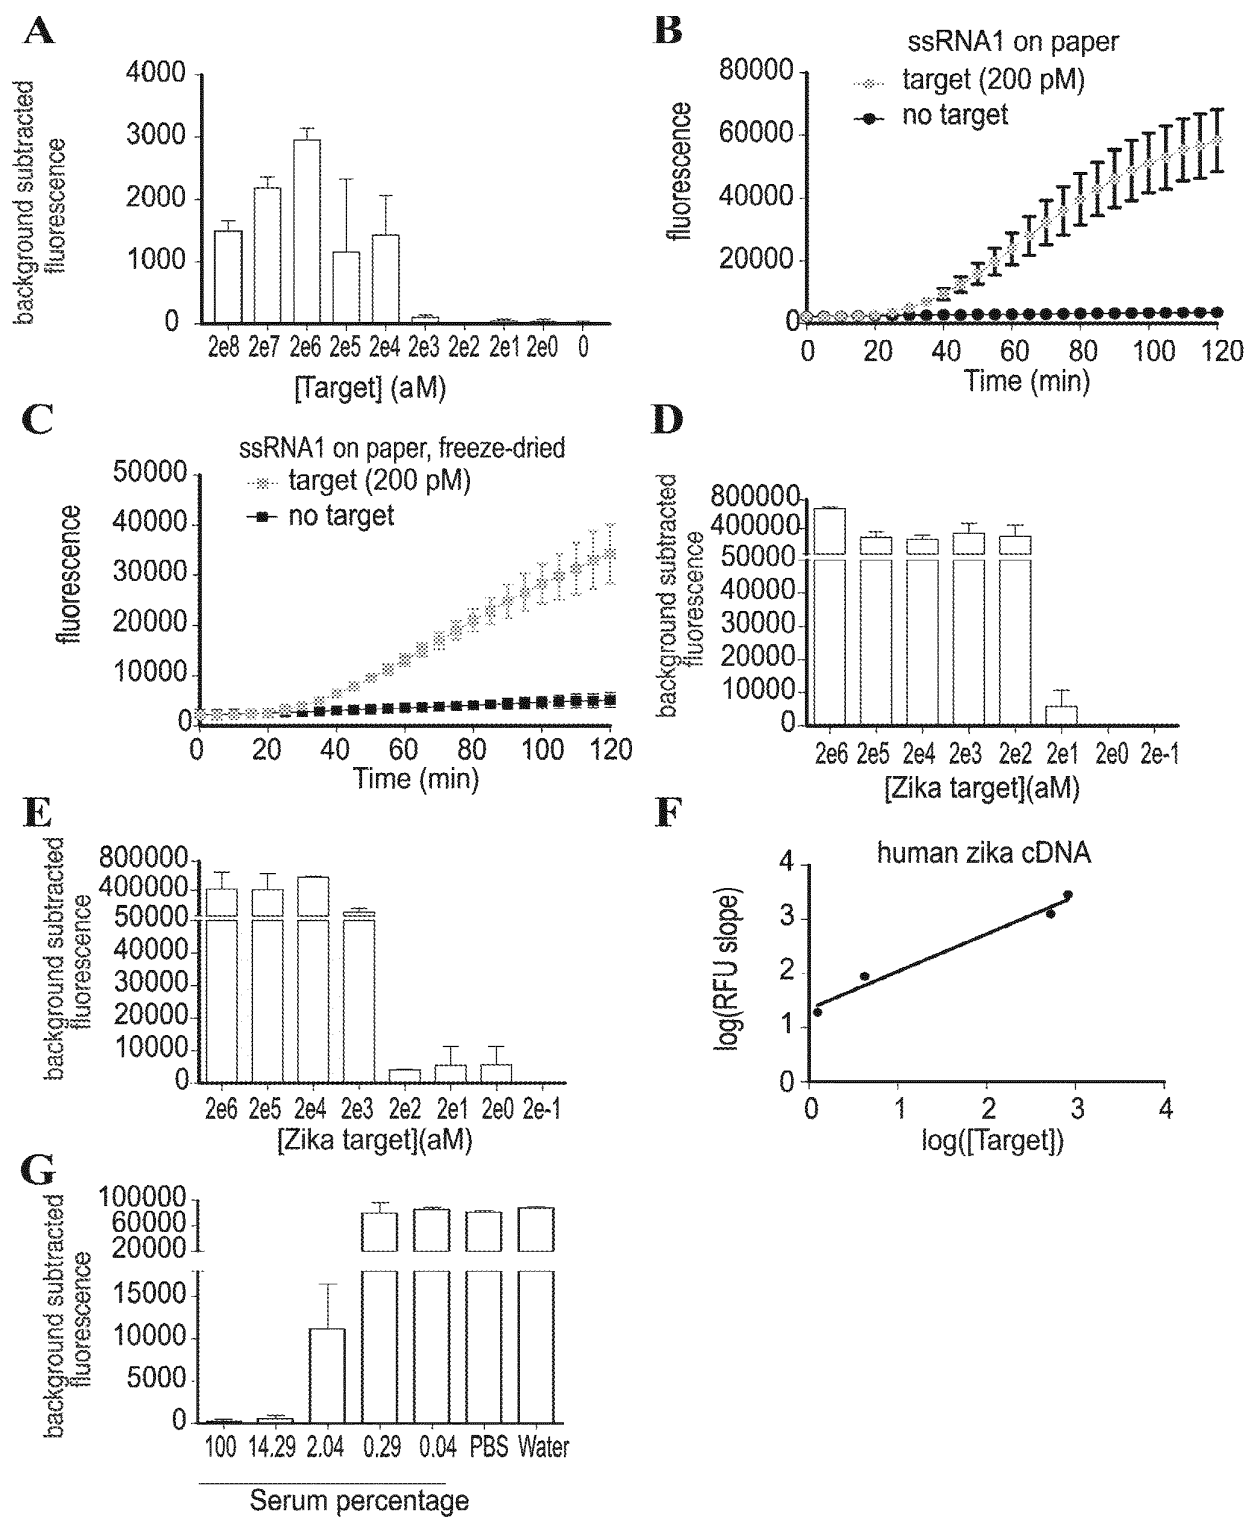 A
background subtracted
fluorescence
4000
3000
2000
1000
0
2e8 2e7 2e6 2e5 2e4 2e3 2e2 2e1 2e0 0
[Target] (aM)
B
ssRNA1 on paper
target (200 pM)
no target
fluorescence
80000
60000
40000
20000
0
0 20 40 60 80 100 120
Time (min)
C
ssRNA1 on paper, freeze-dried
target (200 pM)
no target
fluorescence
50000
40000
30000
20000
10000
0
0 20 40 60 80 100 120
Time (min)
D
background subtracted
fluorescence
800000
400000
50000
50000
40000
30000
20000
10000
0
2e6 2e5 2e4 2e3 2e2 2e1 2e0 2e-1
[Zika target](aM)
E
background subtracted
fluorescence
800000
400000
50000
40000
30000
20000
10000
0
2e6 2e5 2e4 2e3 2e2 2e1 2e0 2e-1
[Zika target](aM)
F
human zika cDNA
log(RFU slope)
4
3
2
1
0
0 1 2 3 4
log([Target])
G
background subtracted
fluorescence
100000
60000
20000
15000
10000
5000
0
100 14.29 2.04 0.29 0.04 PBS Water
Serum percentage